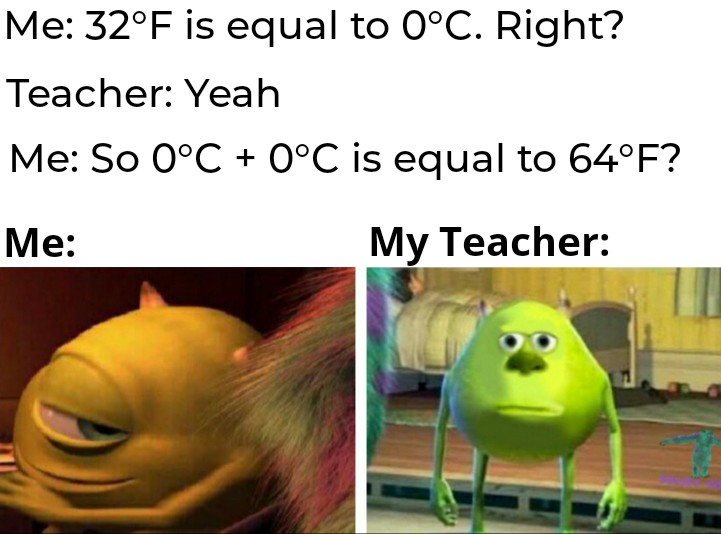 Me: 32°F is equal to 0°C. Right?
Teacher: Yeah
Me: So 0°C + 0°C is equal to 64°F?
Me:
My Teacher: